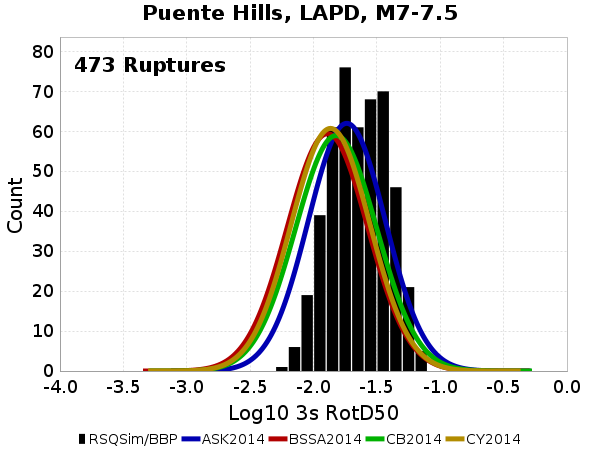 Puente Hills, LAPD, M7-7.5
473 Ruptures
80
70
60
50
40
30
20
10
0
Count
-4.0 -3.5 -3.0 -2.5 -2.0 -1.5 -1.0 -0.5 0.0
Log10 3s RotD50
RSQSim/BBP ASK2014 BSSA2014 CB2014 CY2014